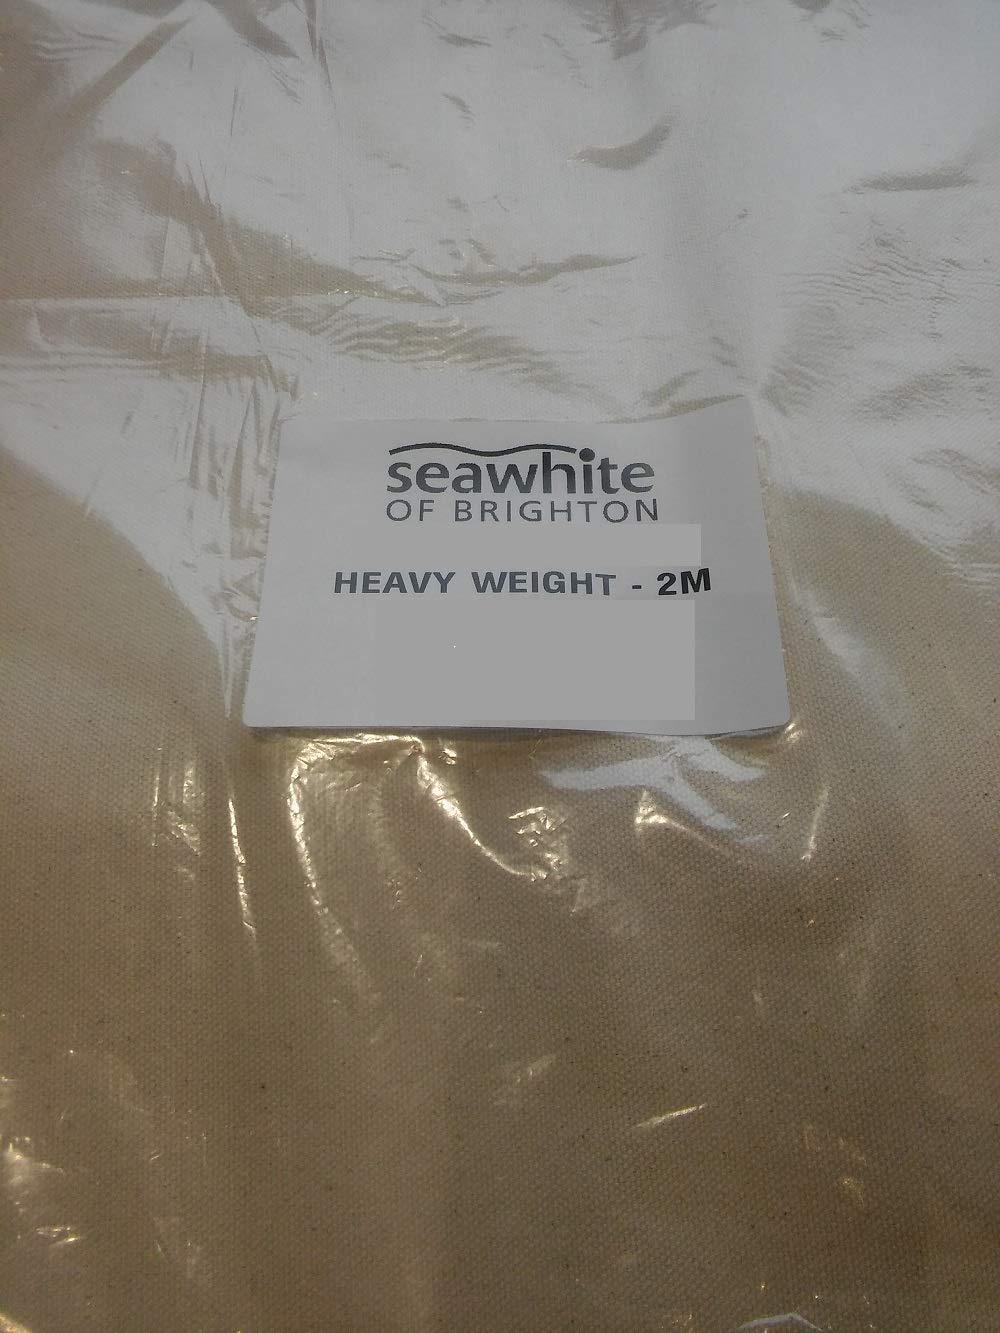 seawhite
OF BRIGHTON
HEAVY WEIGHT - 2M